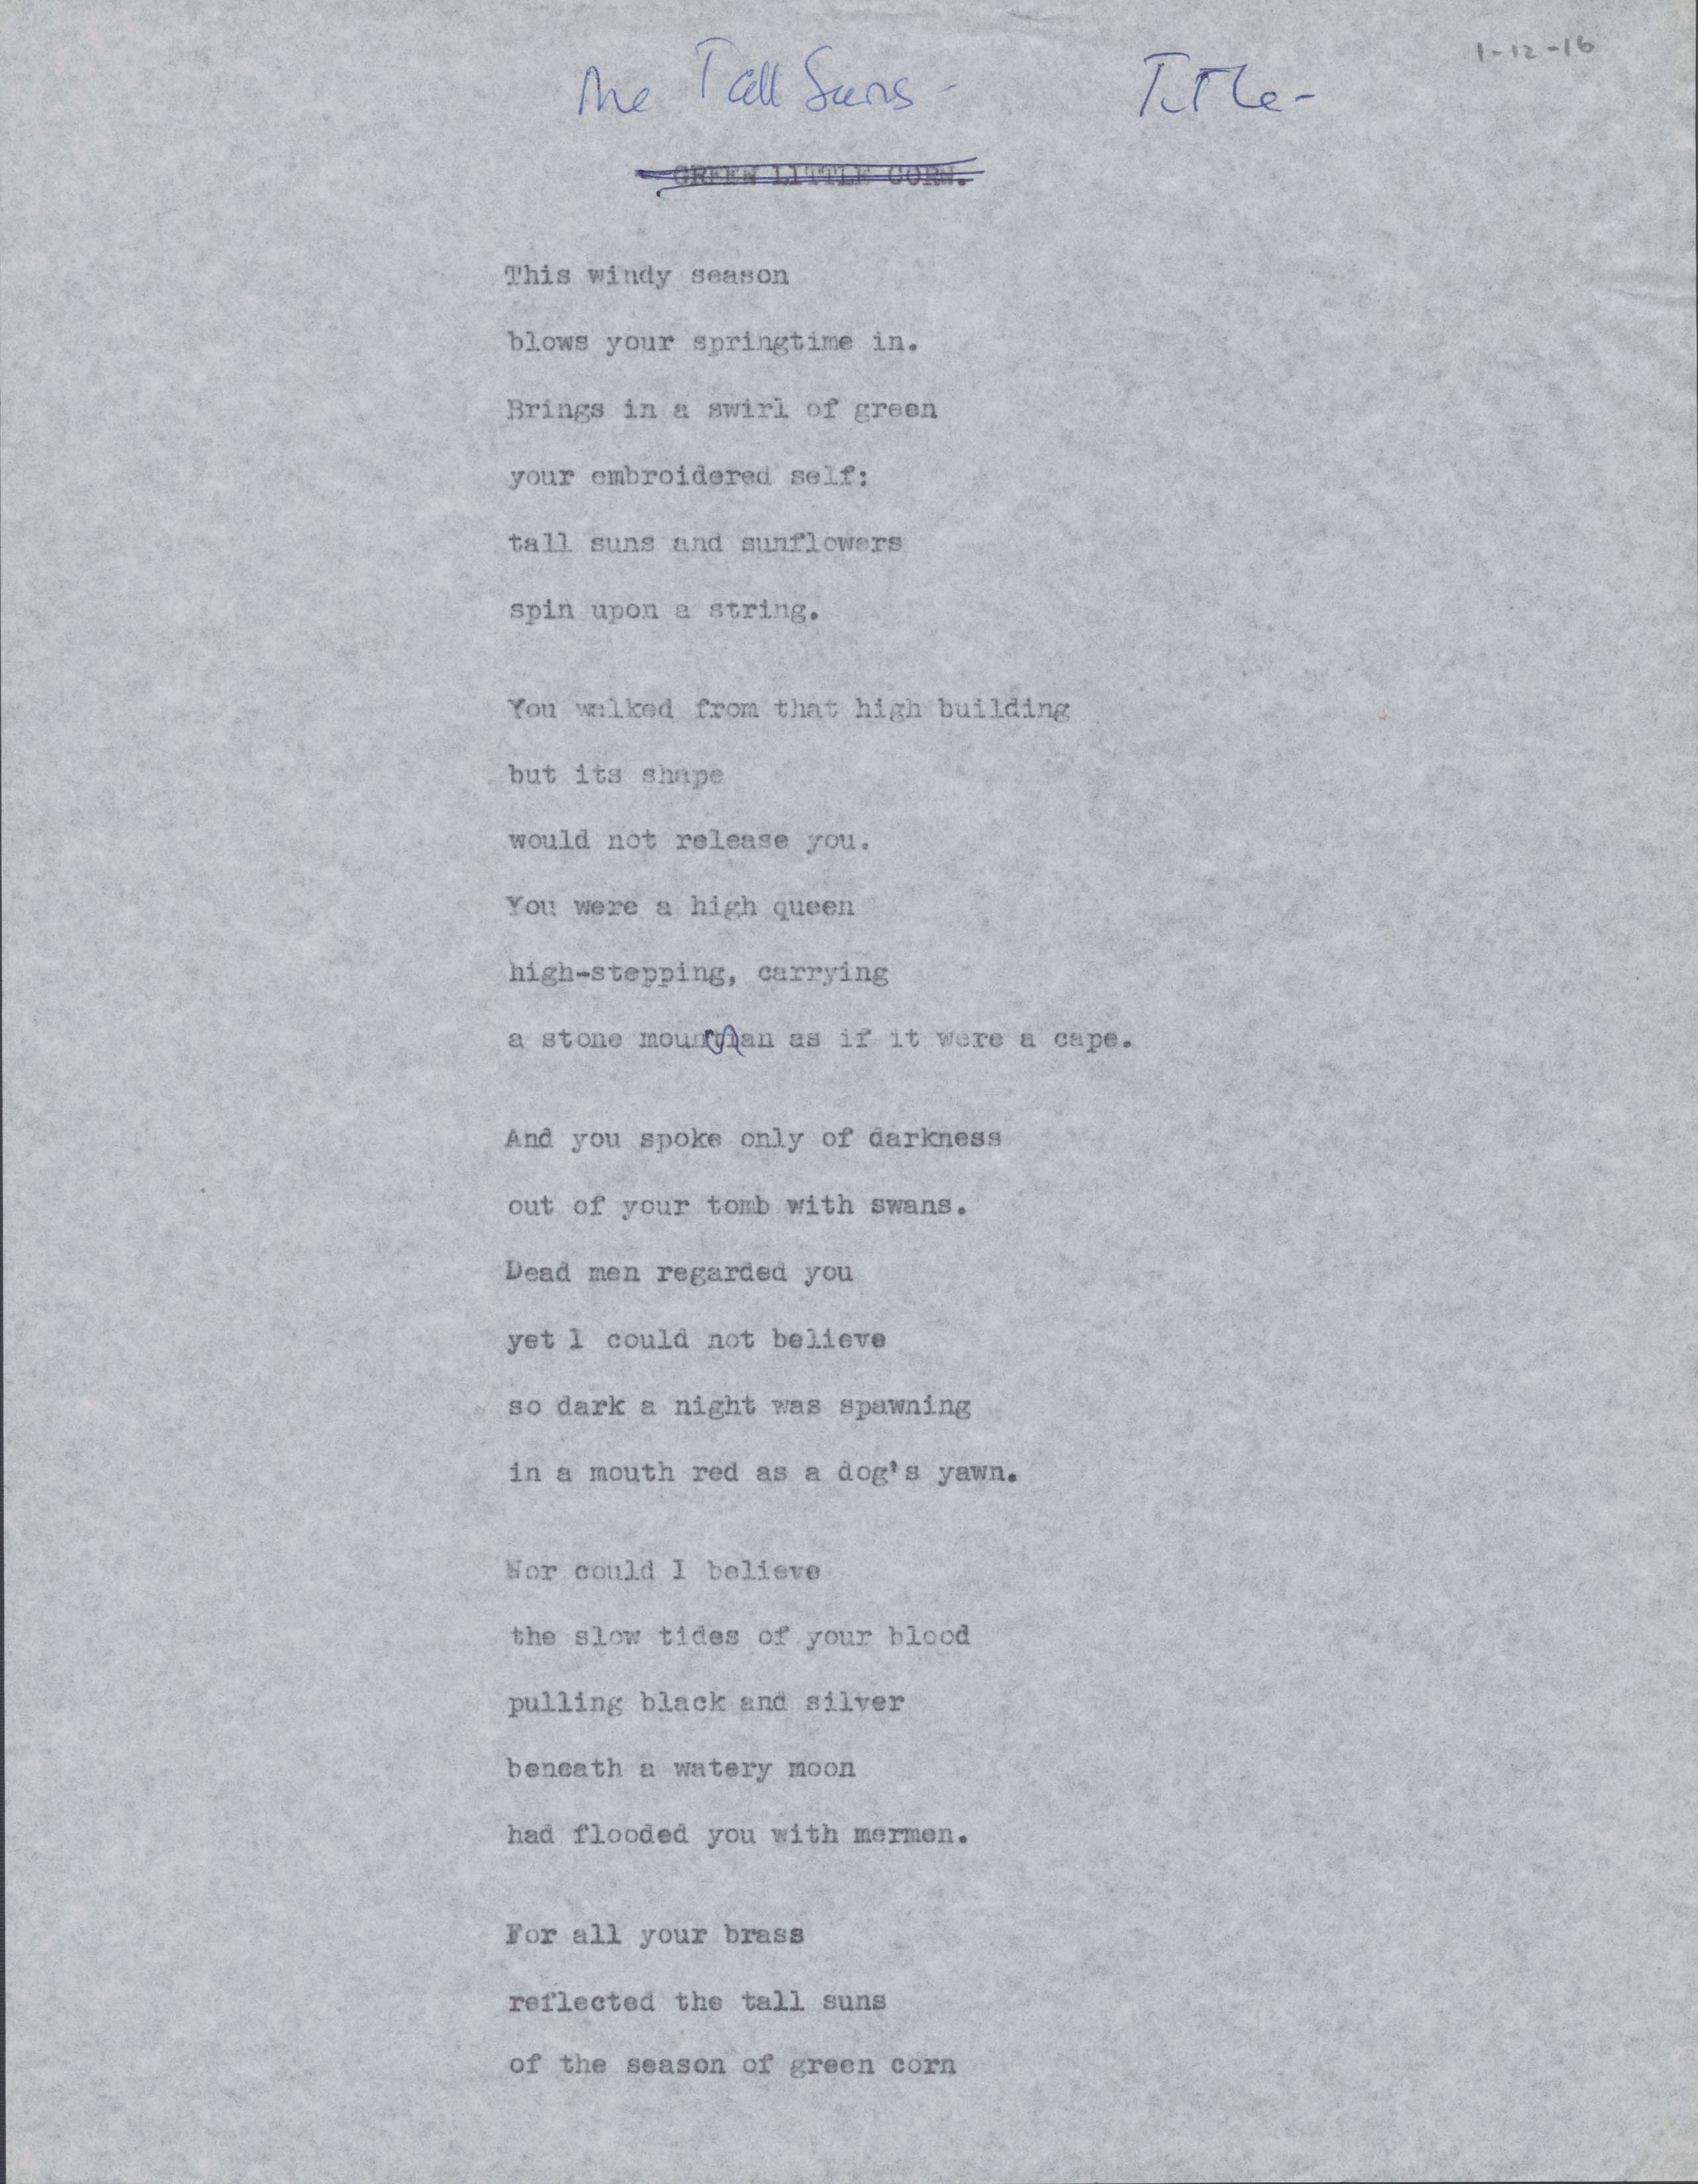 1-12-16
The Tall Suns - Title-
GREEN LITTLE CORN.
This windy season
blows your springtime in.
Brings in a swirl of green
your embroidered self:
tall suns and sunflowers
spin upon a string.
You walked from that high building
but its shape
would not release you.
You were a high queen
high-stepping, carrying
a stone mountian as if it were a cape.
And you spoke only of darkness
out of your tomb with swans.
Dead men regarded you
yet I could not believe
so dark a night was spawning
in a mouth red as a dog's yawn.
Nor could I believe
the slow tides of your blood
pulling black and silver
beneath a watery moon
had flooded you with mermen.
For all your brass
reflected the tall suns
of the season of green corn